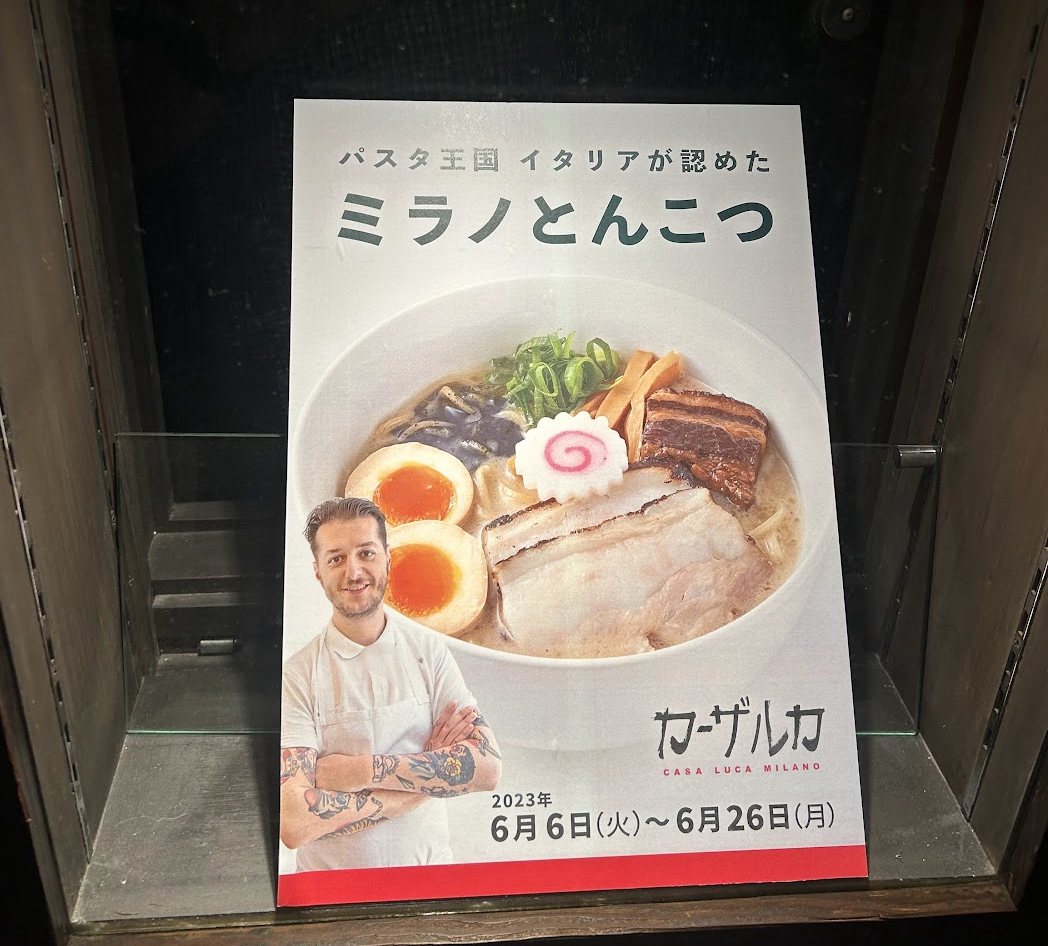 パスタ王国 イタリアが認めた
ミラノとんこつ
カーザルカ
CASA LUCA MILANO
2023年
6月6日(火)~6月26日(月)